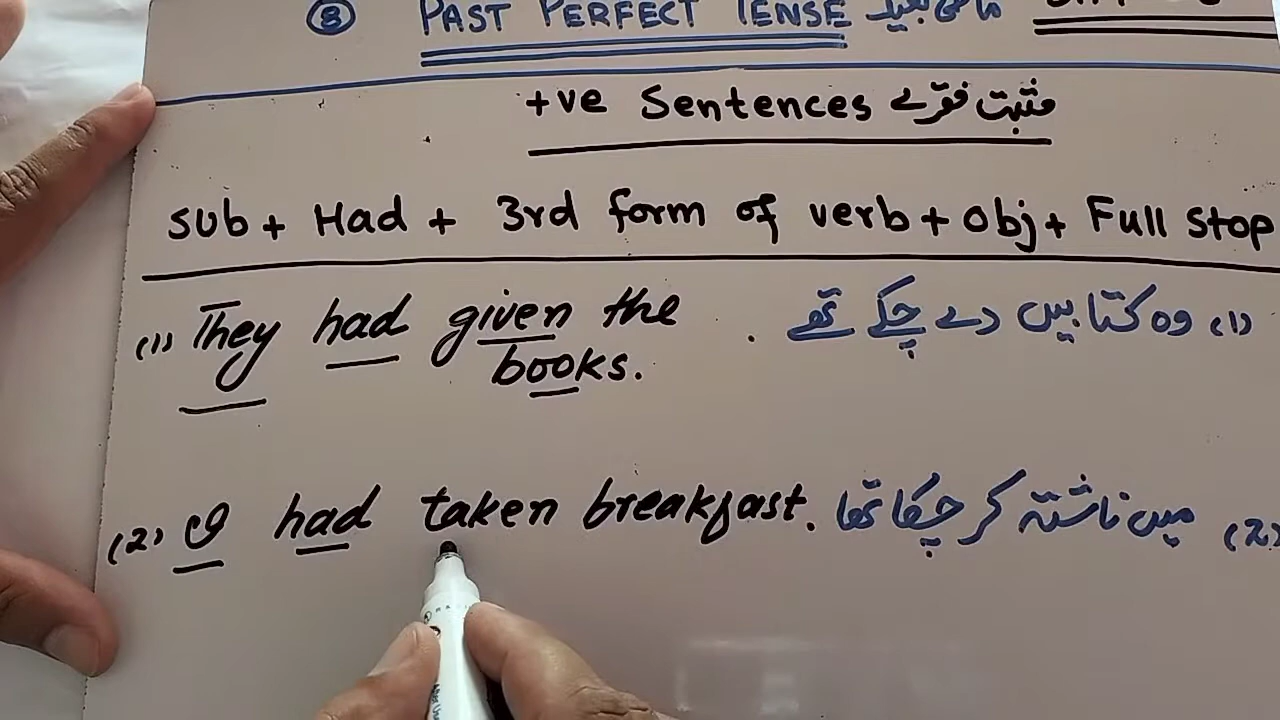 ⑧ PAST PERFECT TENSE ماضی بعید
+ve Sentences مثبت فقرے
Sub + Had + 3rd form of verb + Obj + Full Stop
(1) They had given the books. (1) وہ کتابیں دے چکے تھے .
(2) I had taken breakfast. (2) میں ناشتہ کر چکا تھا